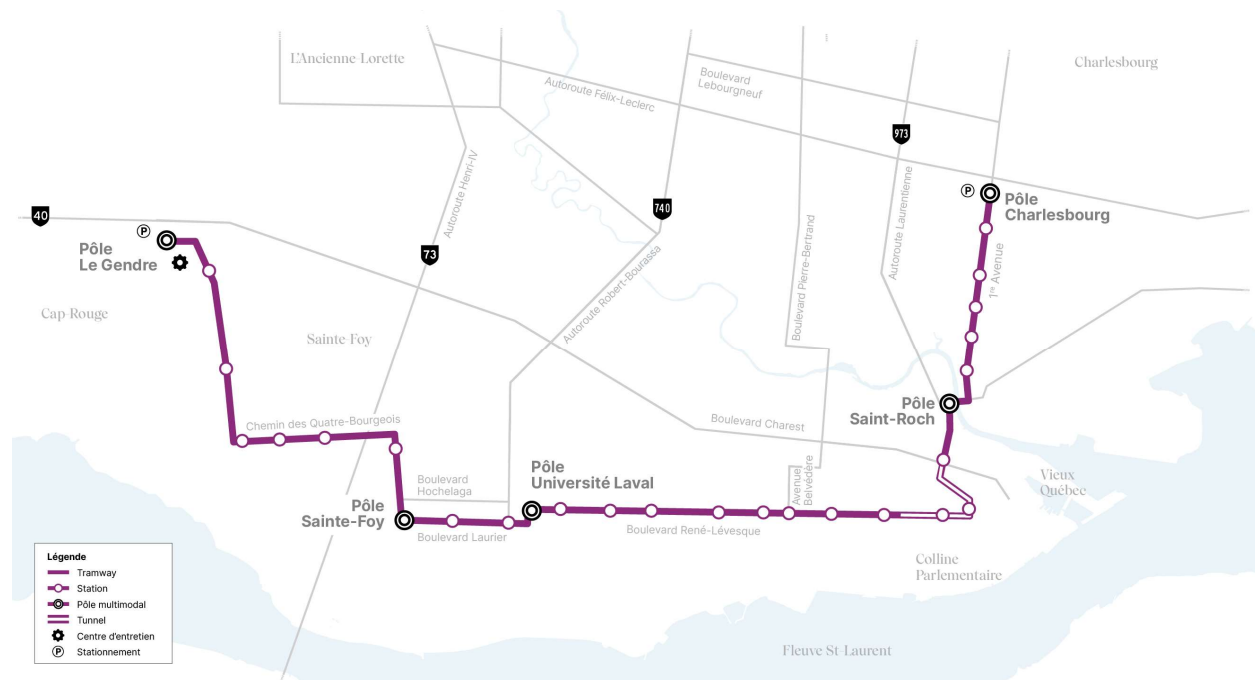 L'Ancienne-Lorette
Charlesbourg
Boulevard
Lebourgneuf
Autoroute Félix-Leclerc
973
Autoroute Henri-IV
Autoroute Laurentienne
P
Pôle
Charlesbourg
40
P
Pôle
Le Gendre
740
73
Boulevard Pierre-Bertrand
1re Avenue
Autoroute Robert-Bourassa
Cap-Rouge
Sainte-Foy
Pôle
Saint-Roch
Chemin des Quatre-Bourgeois
Boulevard Charest
Pôle
Université Laval
Boulevard
Hochelaga
Avenue
Belvédère
Vieux
Québec
Pôle
Sainte-Foy
Boulevard Laurier
Boulevard René-Lévesque
Colline
Parlementaire
Fleuve St-Laurent
Légende
Tramway
Station
Pôle multimodal
Tunnel
Centre d'entretien
P Stationnement